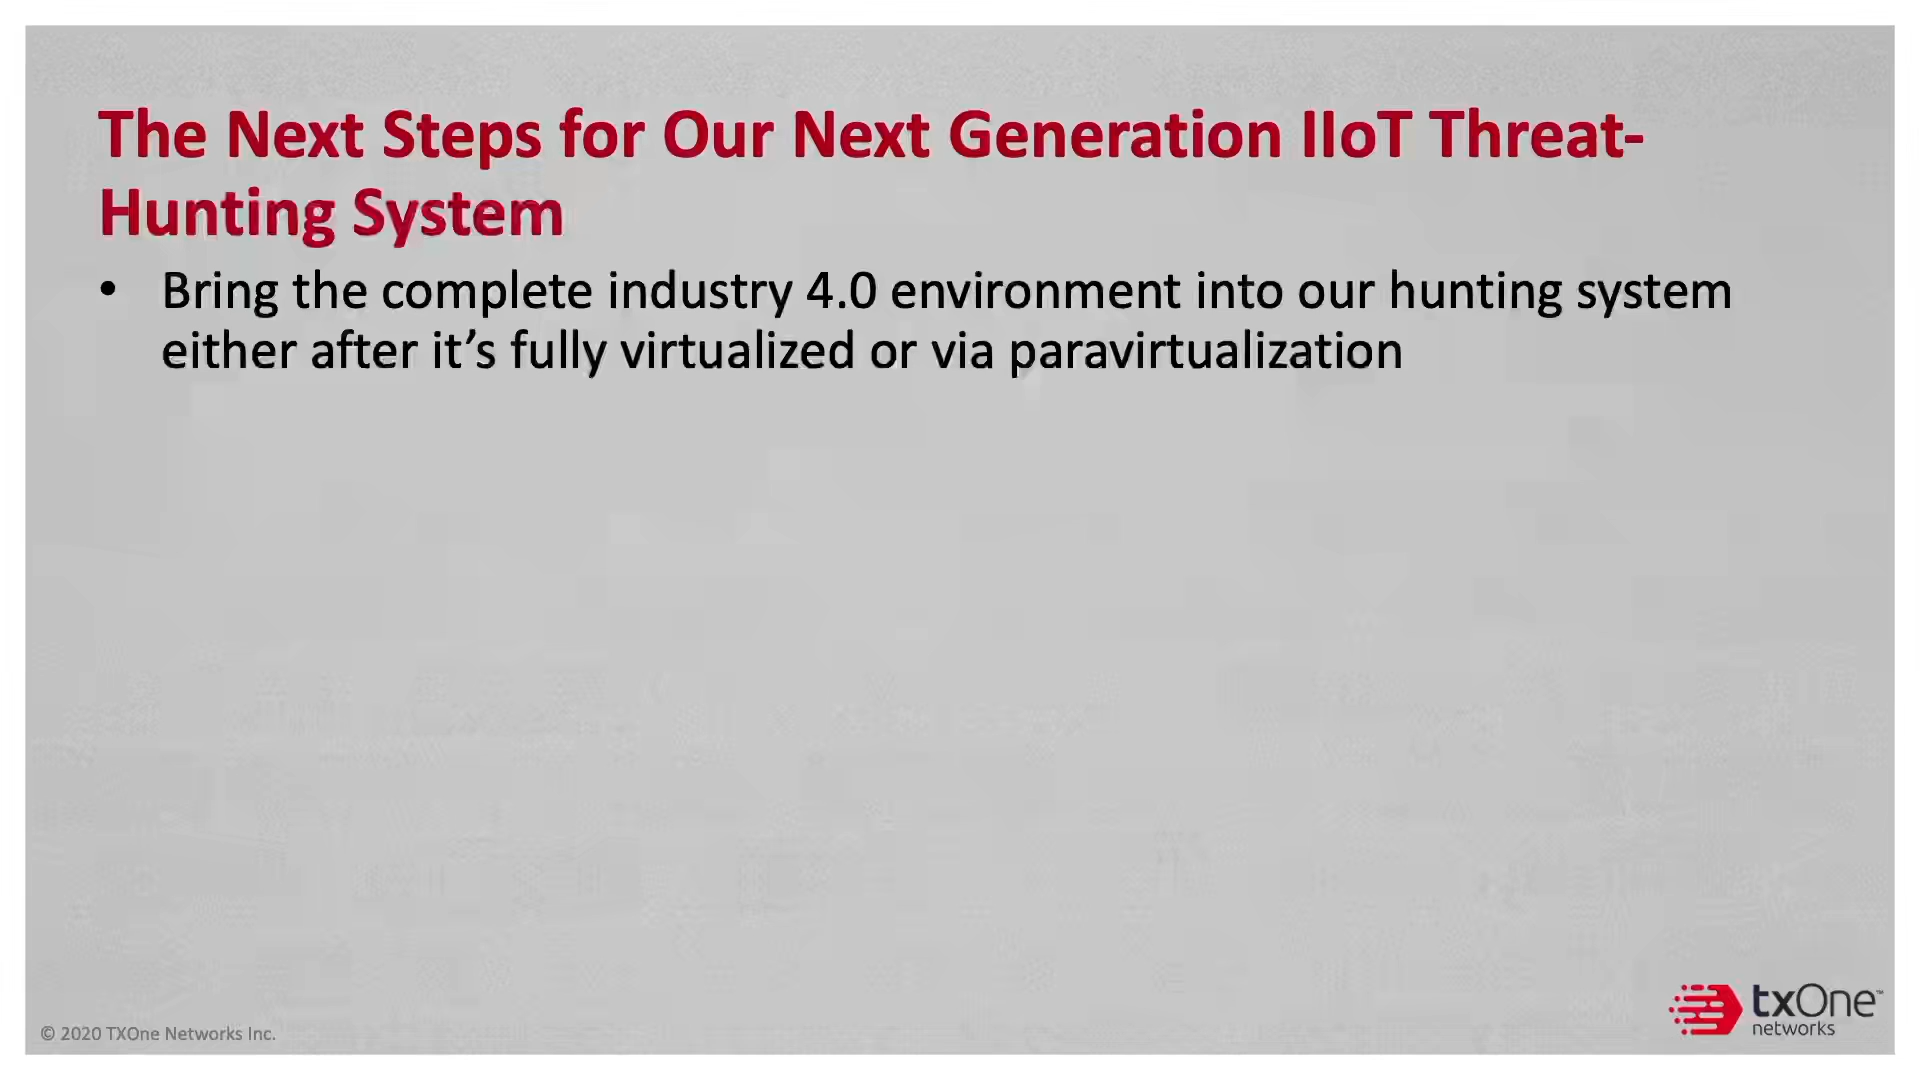 The Next Steps for Our Next Generation IIoT Threat-
Hunting System
• Bring the complete industry 4.0 environment into our hunting system
either after it’s fully virtualized or via paravirtualization
© 2020 TXOne Networks Inc.
txOne™
networks